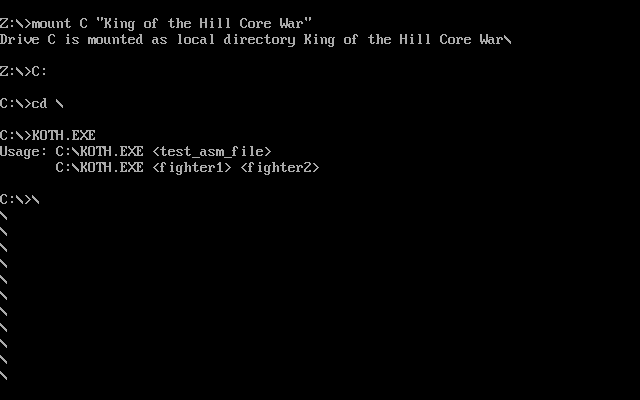 Z:\>mount C "King of the Hill Core War"
Drive C is mounted as local directory King of the Hill Core War\
Z:\>C:
C:\>cd \
C:\>KOTH.EXE
Usage: C:\KOTH.EXE <test_asm_file>
       C:\KOTH.EXE <fighter1> <fighter2>
C:\>\
\
\
\
\
\
\
\
\
\
\
\